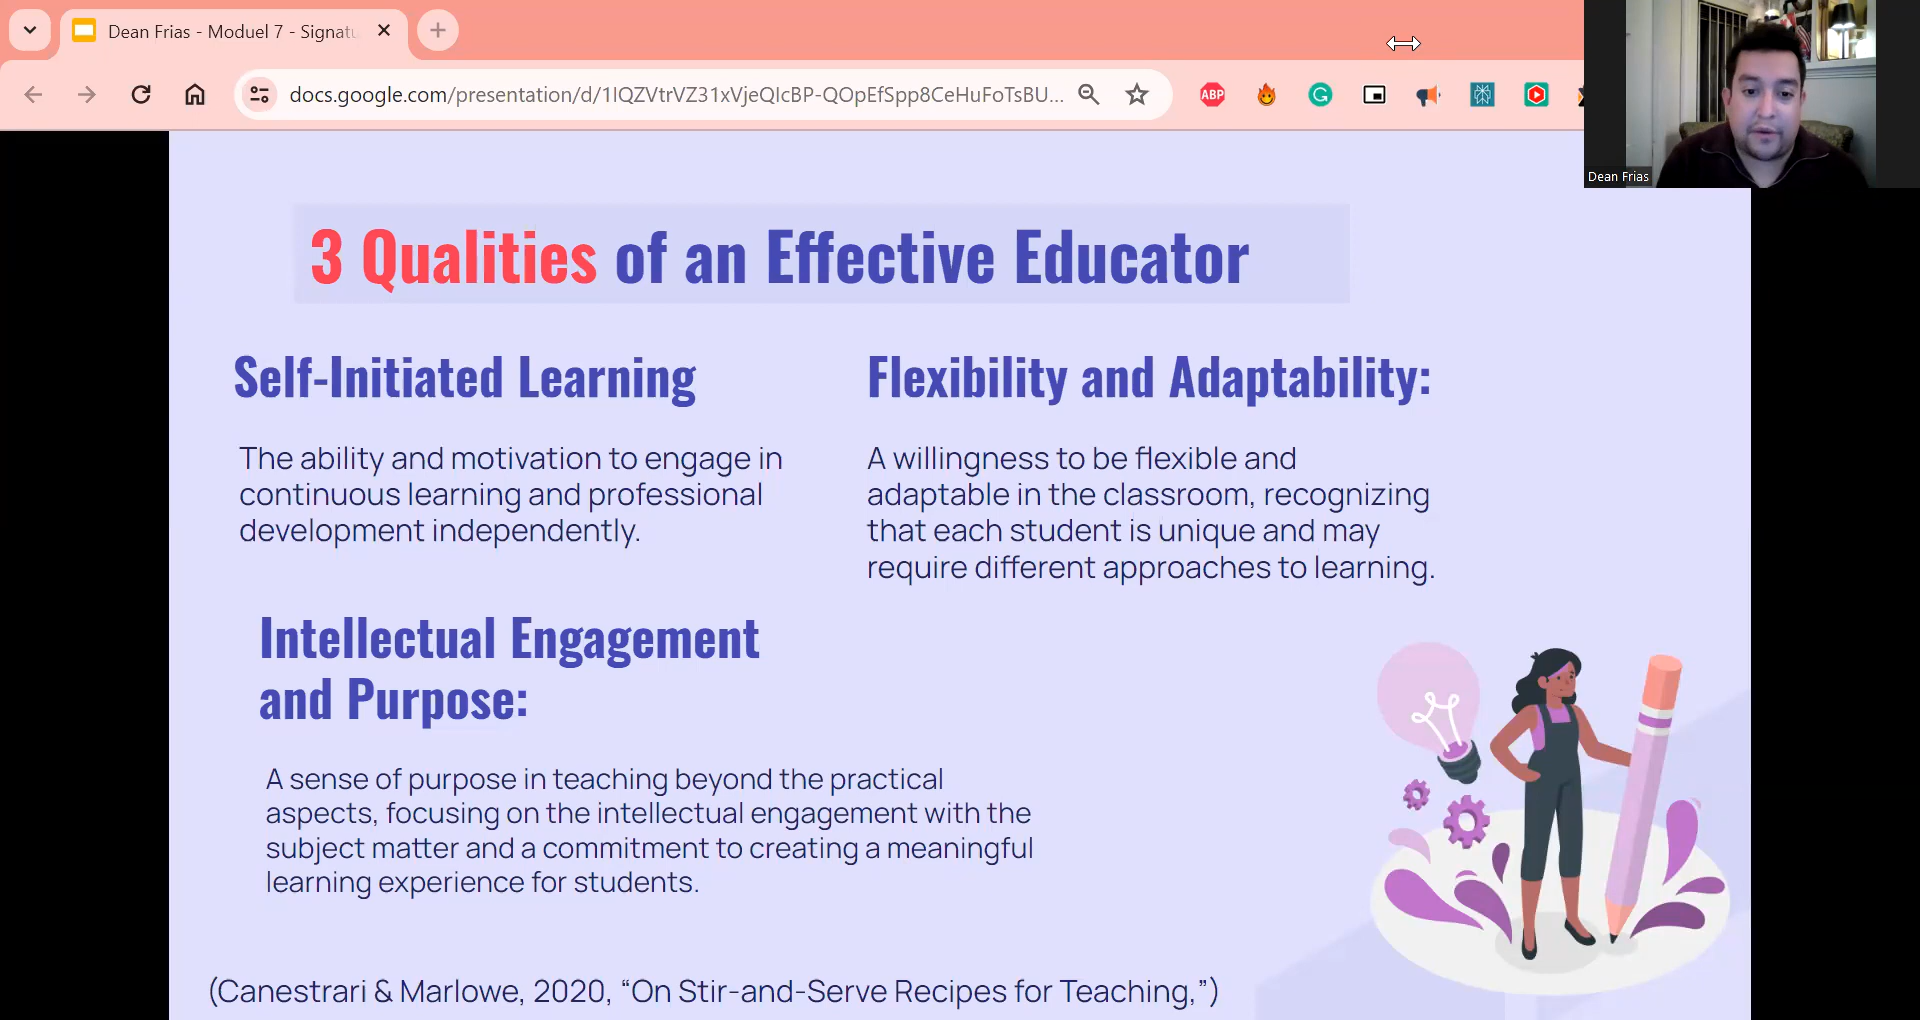 Dean Frias - Moduel 7 - Signatu
docs.google.com/presentation/d/1IQZVtrVZ31xVjeQIcBP-QOpEfSpp8CeHuFoTsBU...
ABP
Dean Frias
3 Qualities of an Effective Educator
Self-Initiated Learning
The ability and motivation to engage in
continuous learning and professional
development independently.
Flexibility and Adaptability:
A willingness to be flexible and
adaptable in the classroom, recognizing
that each student is unique and may
require different approaches to learning.
Intellectual Engagement
and Purpose:
A sense of purpose in teaching beyond the practical
aspects, focusing on the intellectual engagement with the
subject matter and a commitment to creating a meaningful
learning experience for students.
(Canestrari & Marlowe, 2020, “On Stir-and-Serve Recipes for Teaching,”)